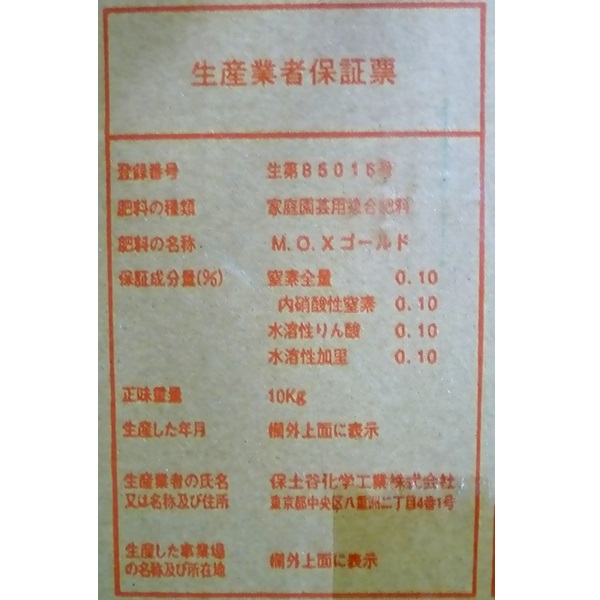 生産業者保証票
登録番号 生第85015号
肥料の種類 家庭園芸用複合肥料
肥料の名称 M.O.Xゴールド
保証成分量(%) 窒素全量 0.10
内硝酸性窒素 0.10
水溶性りん酸 0.10
水溶性加里 0.10
正味重量 10Kg
生産した年月 欄外上面に表示
生産業者の氏名 保土谷化学工業株式会社
又は名称及び住所 東京都中央区八重洲二丁目4番1号
生産した事業場 欄外上面に表示
の名称及び所在地